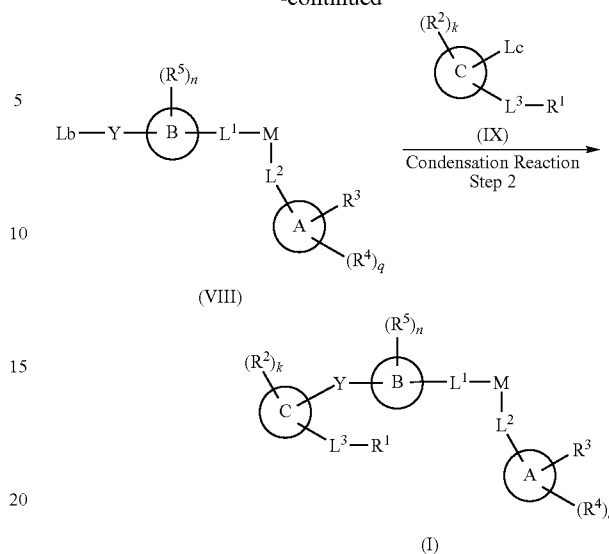 -continued
(R²)ₖ
Lc
C
L³—R¹
(IX)
Condensation Reaction
Step 2
5
(R⁵)ₙ
Lb—Y—B—L¹—M
L²
10
A
R³
(R⁴)q
(VIII)
15
(R⁵)ₙ
(R²)ₖ
Y—B—L¹—M
C
L³—R¹
L²
20
A
R³
(R⁴)
(I)